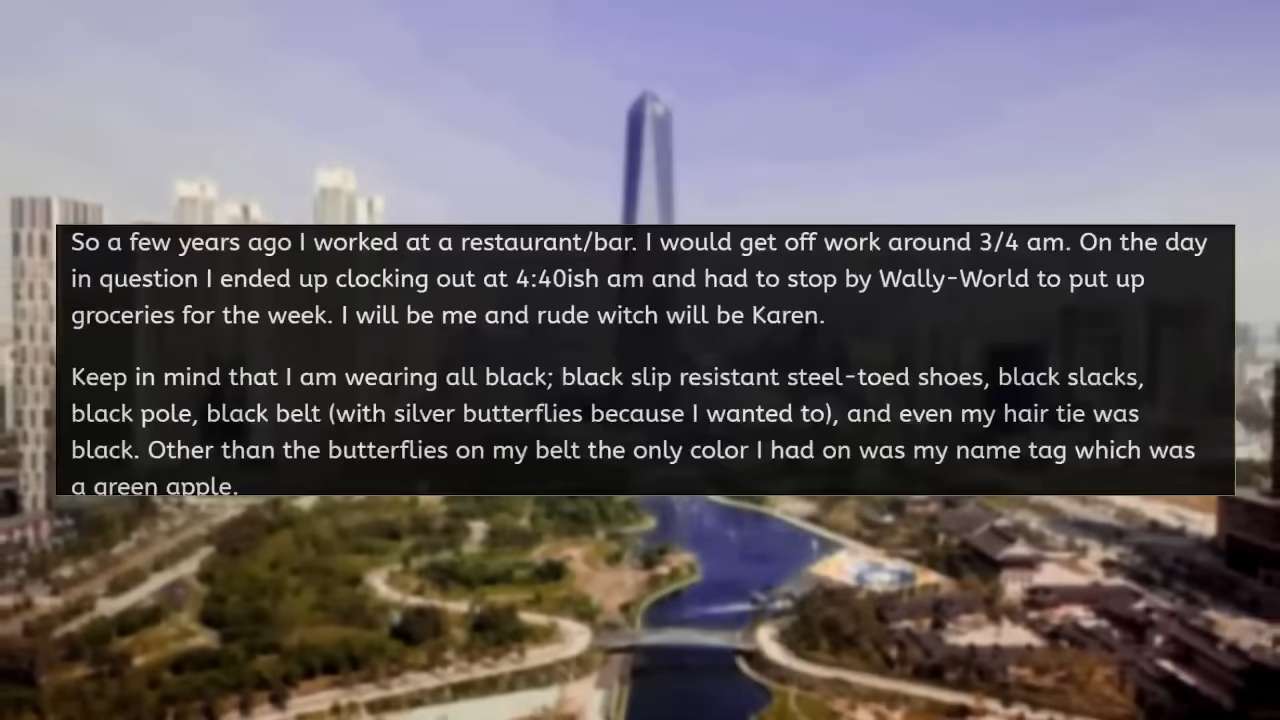 So a few years ago I worked at a restaurant/bar. I would get off work around 3/4 am. On the day
in question I ended up clocking out at 4:40ish am and had to stop by Wally-World to put up
groceries for the week. I will be me and rude witch will be Karen.
Keep in mind that I am wearing all black; black slip resistant steel-toed shoes, black slacks,
black pole, black belt (with silver butterflies because I wanted to), and even my hair tie was
black. Other than the butterflies on my belt the only color I had on was my name tag which was
a green apple.